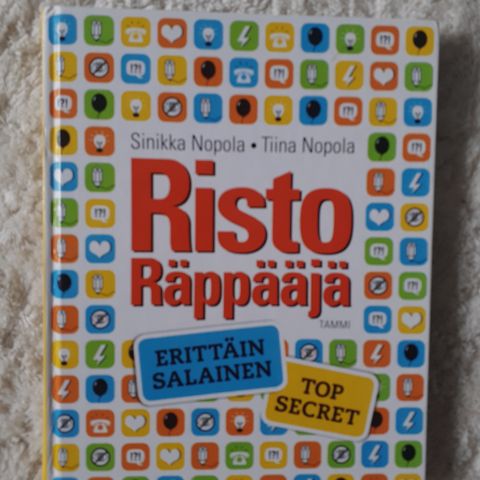 Sinikka Nopola • Tiina Nopola
Risto
Räppääjä
TAMMI
ERITTÄIN
SALAINEN
TOP
SECRET